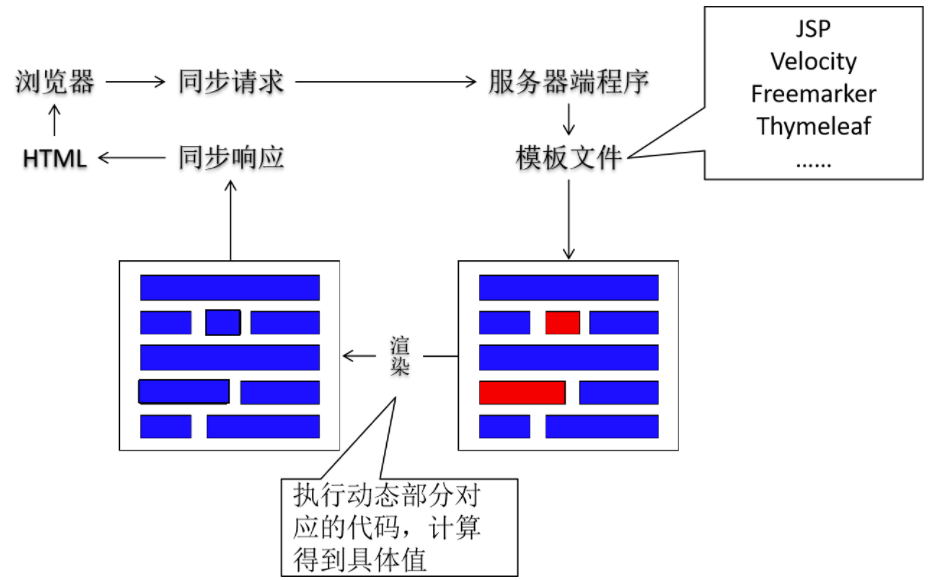 JSP
Velocity
Freemarker
Thymeleaf
……
浏览器
同步请求
服务器端程序
HTML
同步响应
模板文件
渲染
执行动态部分对
应的代码，计算
得到具体值